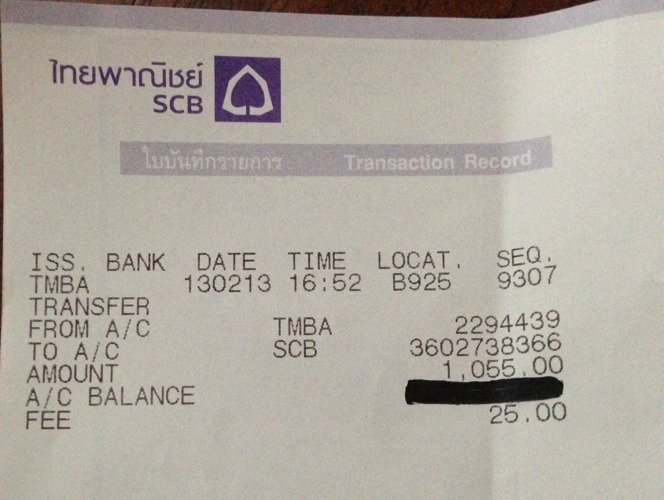 ไทยพาณิชย์
SCB
ใบบันทึกรายการ Transaction Record
ISS. BANK DATE TIME LOCAT. SEQ.
TMBA 130213 16:52 B925 9307
TRANSFER
FROM A/C TMBA 2294439
TO A/C SCB 3602738366
AMOUNT 1,055.00
A/C BALANCE
FEE 25.00